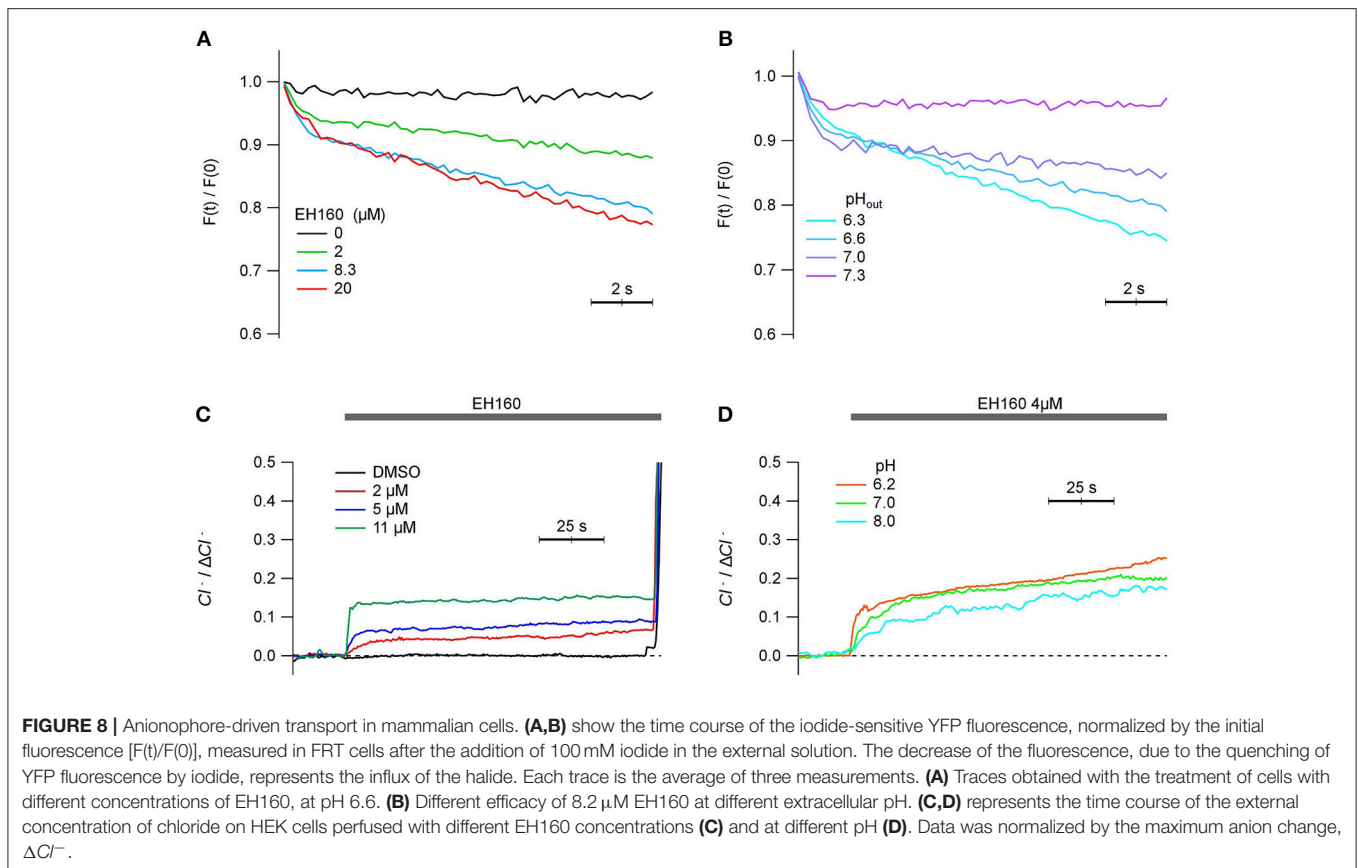 A
1.0
0.9
0.8
0.7
0.6
F(t) / F(0)
EH160 (µM)
0
2
8.3
20
2 s
B
1.0
0.9
0.8
0.7
0.6
F(t) / F(0)
pHout
6.3
6.6
7.0
7.3
2 s
C
EH160
0.5
0.4
0.3
0.2
0.1
0.0
Cl⁻ / ΔCl⁻
DMSO
2 µM
5 µM
11 µM
25 s
D
EH160 4µM
0.5
0.4
0.3
0.2
0.1
0.0
Cl⁻ / ΔCl⁻
pH
6.2
7.0
8.0
25 s
FIGURE 8 | Anionophore-driven transport in mammalian cells. (A,B) show the time course of the iodide-sensitive YFP fluorescence, normalized by the initial
fluorescence [F(t)/F(0)], measured in FRT cells after the addition of 100 mM iodide in the external solution. The decrease of the fluorescence, due to the quenching of
YFP fluorescence by iodide, represents the influx of the halide. Each trace is the average of three measurements. (A) Traces obtained with the treatment of cells with
different concentrations of EH160, at pH 6.6. (B) Different efficacy of 8.2 µM EH160 at different extracellular pH. (C,D) represents the time course of the external
concentration of chloride on HEK cells perfused with different EH160 concentrations (C) and at different pH (D). Data was normalized by the maximum anion change,
ΔCl⁻.